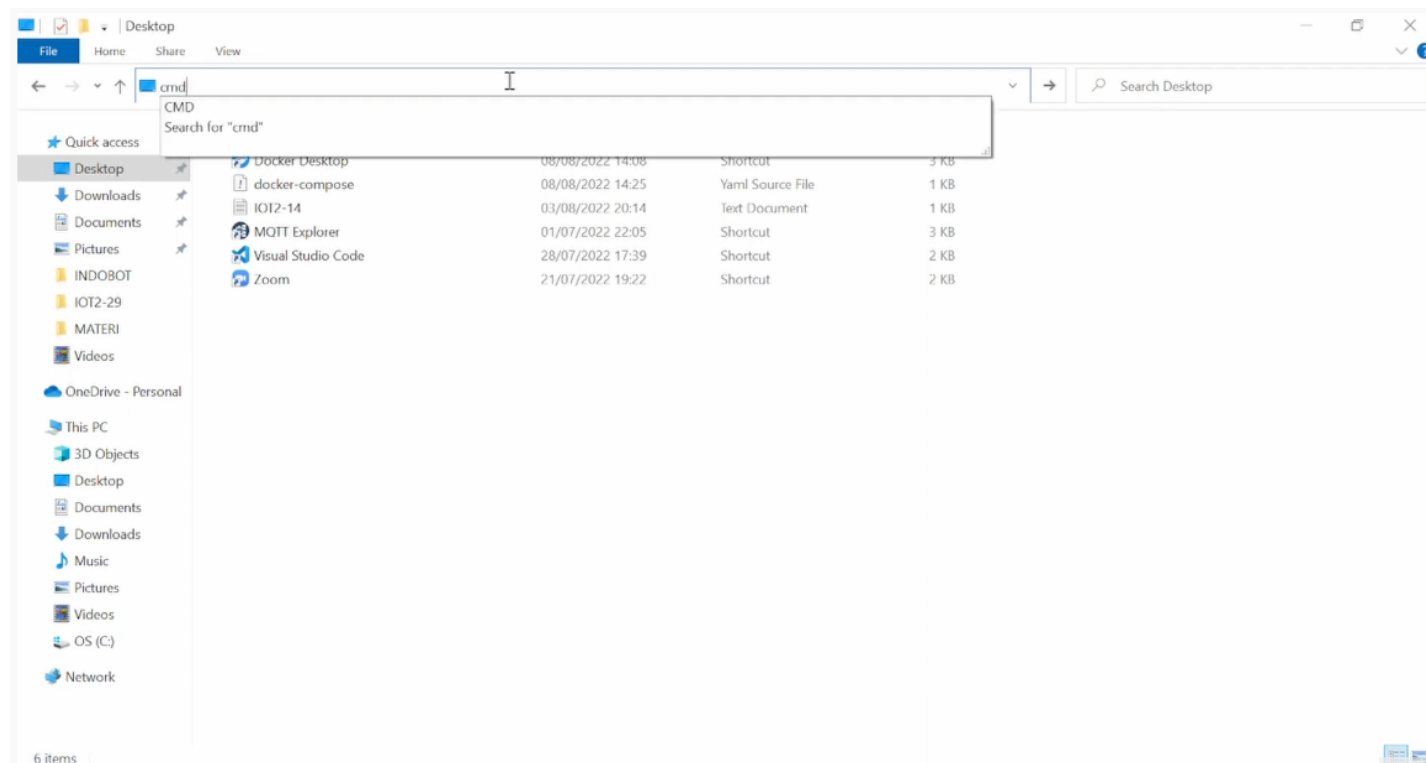 Desktop
File Home Share View
cmd
Search Desktop
CMD
Search for "cmd"
Quick access
Desktop
Downloads
Documents
Pictures
INDOBOT
IOT2-29
MATERI
Videos
OneDrive - Personal
This PC
3D Objects
Desktop
Documents
Downloads
Music
Pictures
Videos
OS (C:)
Network
Docker Desktop 08/08/2022 14:08 Shortcut 3 KB
docker-compose 08/08/2022 14:25 Yaml Source File 1 KB
IOT2-14 03/08/2022 20:14 Text Document 1 KB
MQTT Explorer 01/07/2022 22:05 Shortcut 3 KB
Visual Studio Code 28/07/2022 17:39 Shortcut 2 KB
Zoom 21/07/2022 19:22 Shortcut 2 KB
6 items